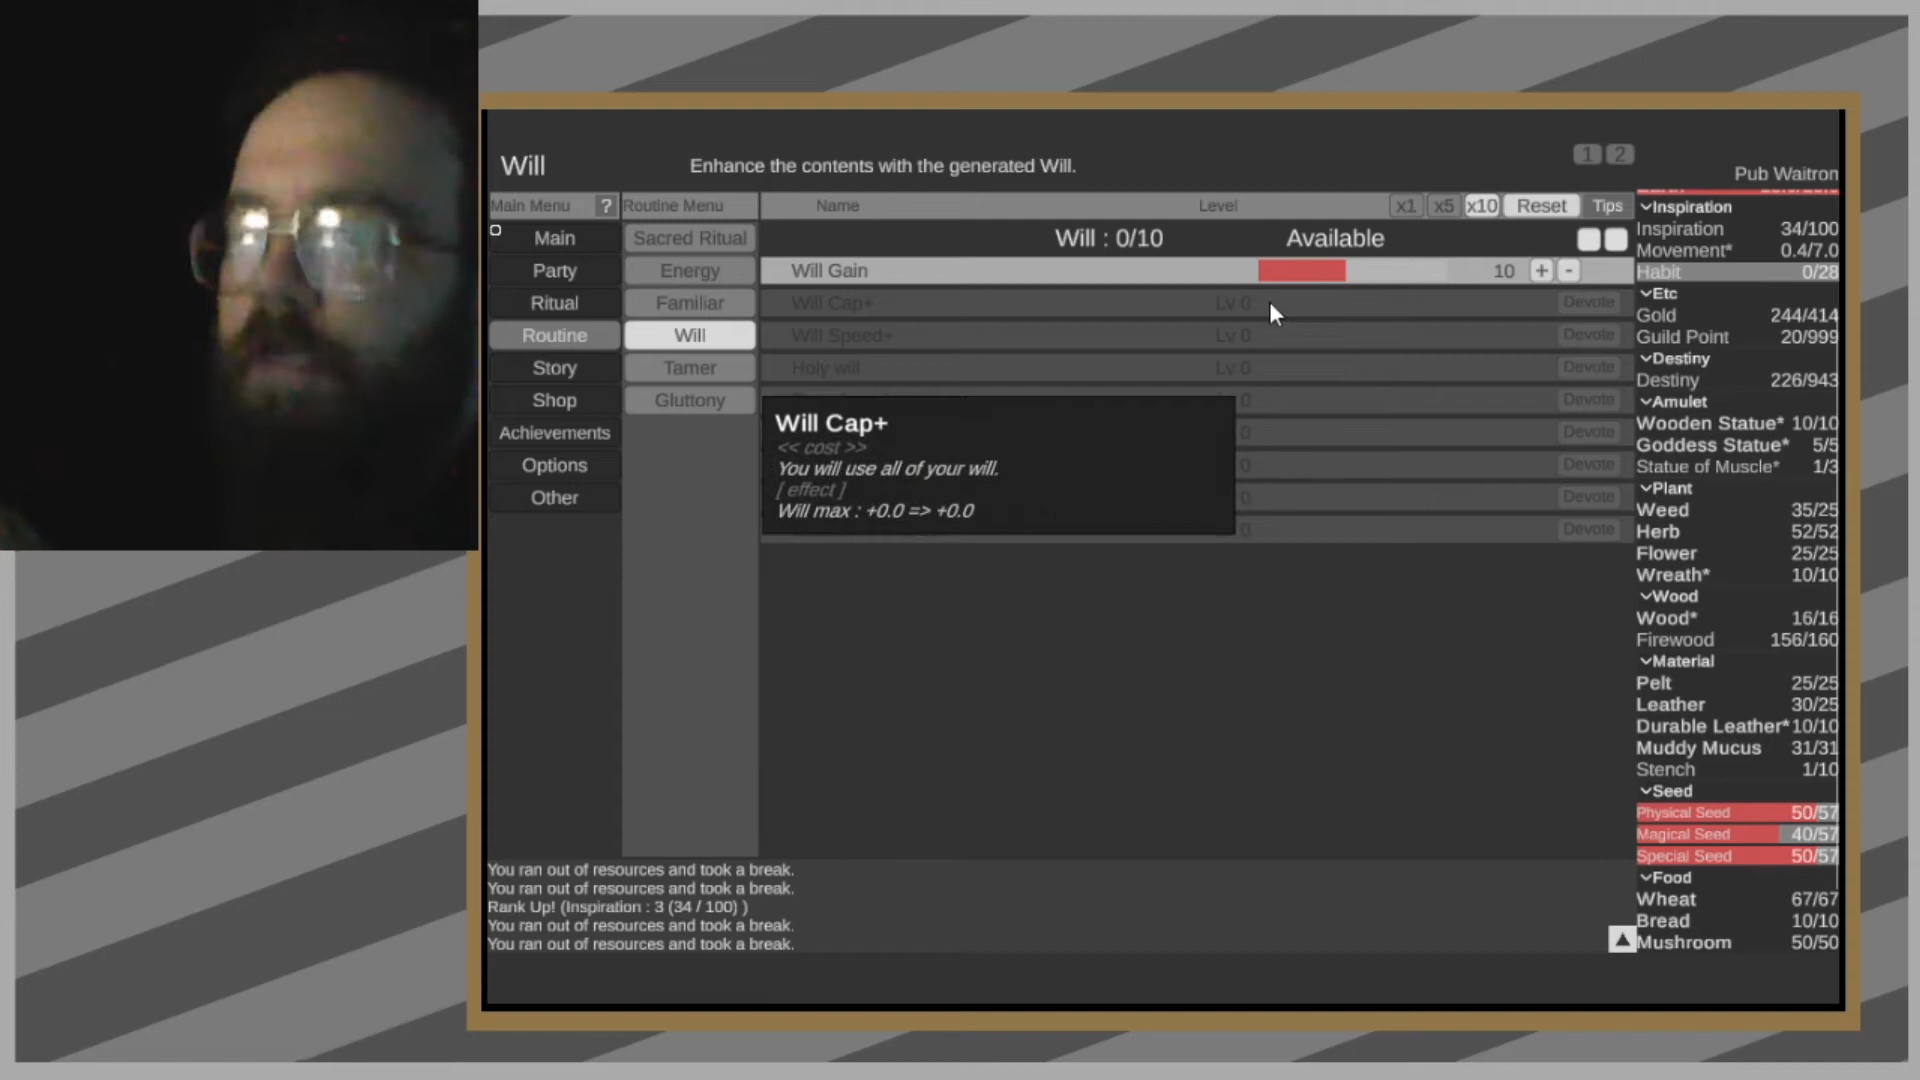 Will
Enhance the contents with the generated Will.
1 2
Pub Waitron
Main Menu ? Routine Menu Name Level x1 x5 x10 Reset Tips
Main
Party
Ritual
Routine
Story
Shop
Achievements
Options
Other
Sacred Ritual
Energy
Familiar
Will
Tamer
Gluttony
Will : 0/10 Available
Will Gain 10 + -
Will Cap+ Lv 0 Devote
Will Speed+ Lv 0 Devote
Holy will Lv 0 Devote
0 Devote
0 Devote
0 Devote
0 Devote
0 Devote
Will Cap+
<< cost >>
You will use all of your will.
[ effect ]
Will max : +0.0 => +0.0
Inspiration
Inspiration 34/100
Movement* 0.4/7.0
Habit 0/28
Etc
Gold 244/414
Guild Point 20/999
Destiny
Destiny 226/943
Amulet
Wooden Statue* 10/10
Goddess Statue* 5/5
Statue of Muscle* 1/3
Plant
Weed 35/25
Herb 52/52
Flower 25/25
Wreath* 10/10
Wood
Wood* 16/16
Firewood 156/160
Material
Pelt 25/25
Leather 30/25
Durable Leather* 10/10
Muddy Mucus 31/31
Stench 1/10
Seed
Physical Seed 50/57
Magical Seed 40/57
Special Seed 50/57
Food
Wheat 67/67
Bread 10/10
Mushroom 50/50
You ran out of resources and took a break.
You ran out of resources and took a break.
Rank Up! (Inspiration : 3 (34 / 100) )
You ran out of resources and took a break.
You ran out of resources and took a break.